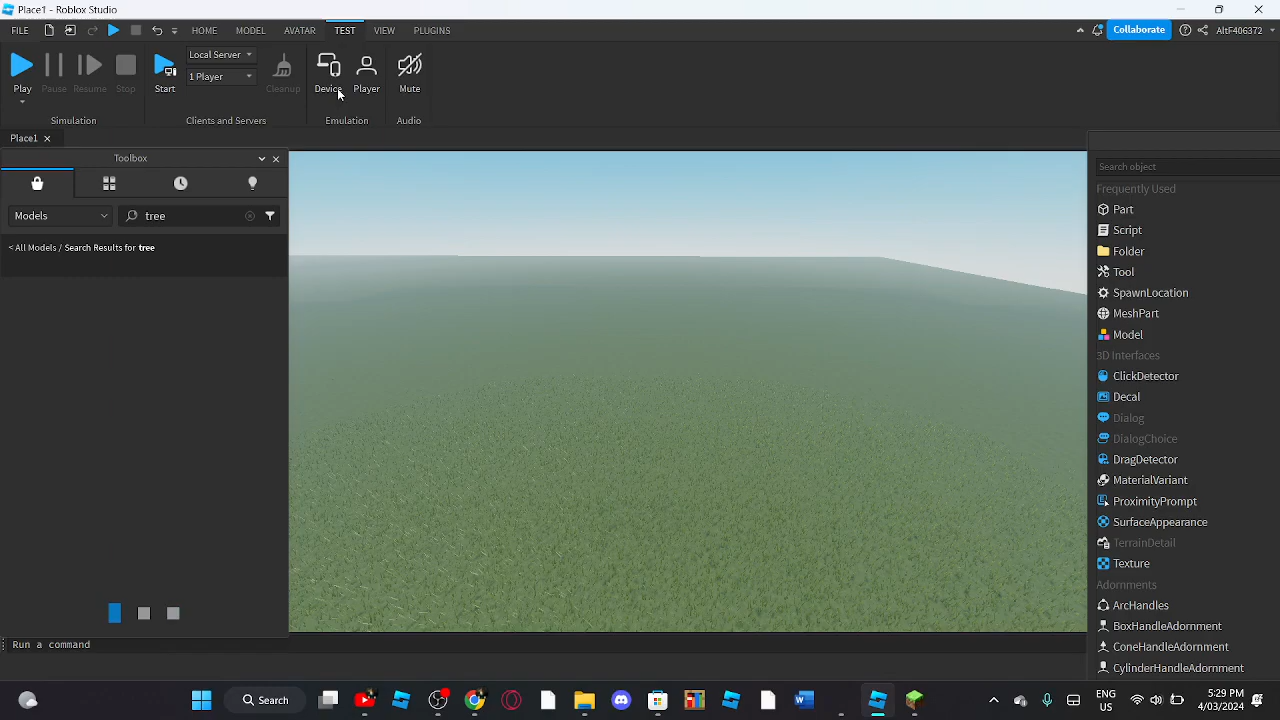 Place1 - Roblox Studio
FILE HOME MODEL AVATAR TEST VIEW PLUGINS Collaborate AltF406372
Play Pause Resume Stop Start Local Server 1 Player Cleanup Device Player Mute
Simulation Clients and Servers Emulation Audio
Place1
Toolbox
Models tree
< All Models / Search Results for tree
Run a command
Search object
Frequently Used
Part
Script
Folder
Tool
SpawnLocation
MeshPart
Model
3D Interfaces
ClickDetector
Decal
Dialog
DialogChoice
DragDetector
MaterialVariant
ProximityPrompt
SurfaceAppearance
TerrainDetail
Texture
Adornments
ArcHandles
BoxHandleAdornment
ConeHandleAdornment
CylinderHandleAdornment
Search ENG US 5:29 PM 4/03/2024